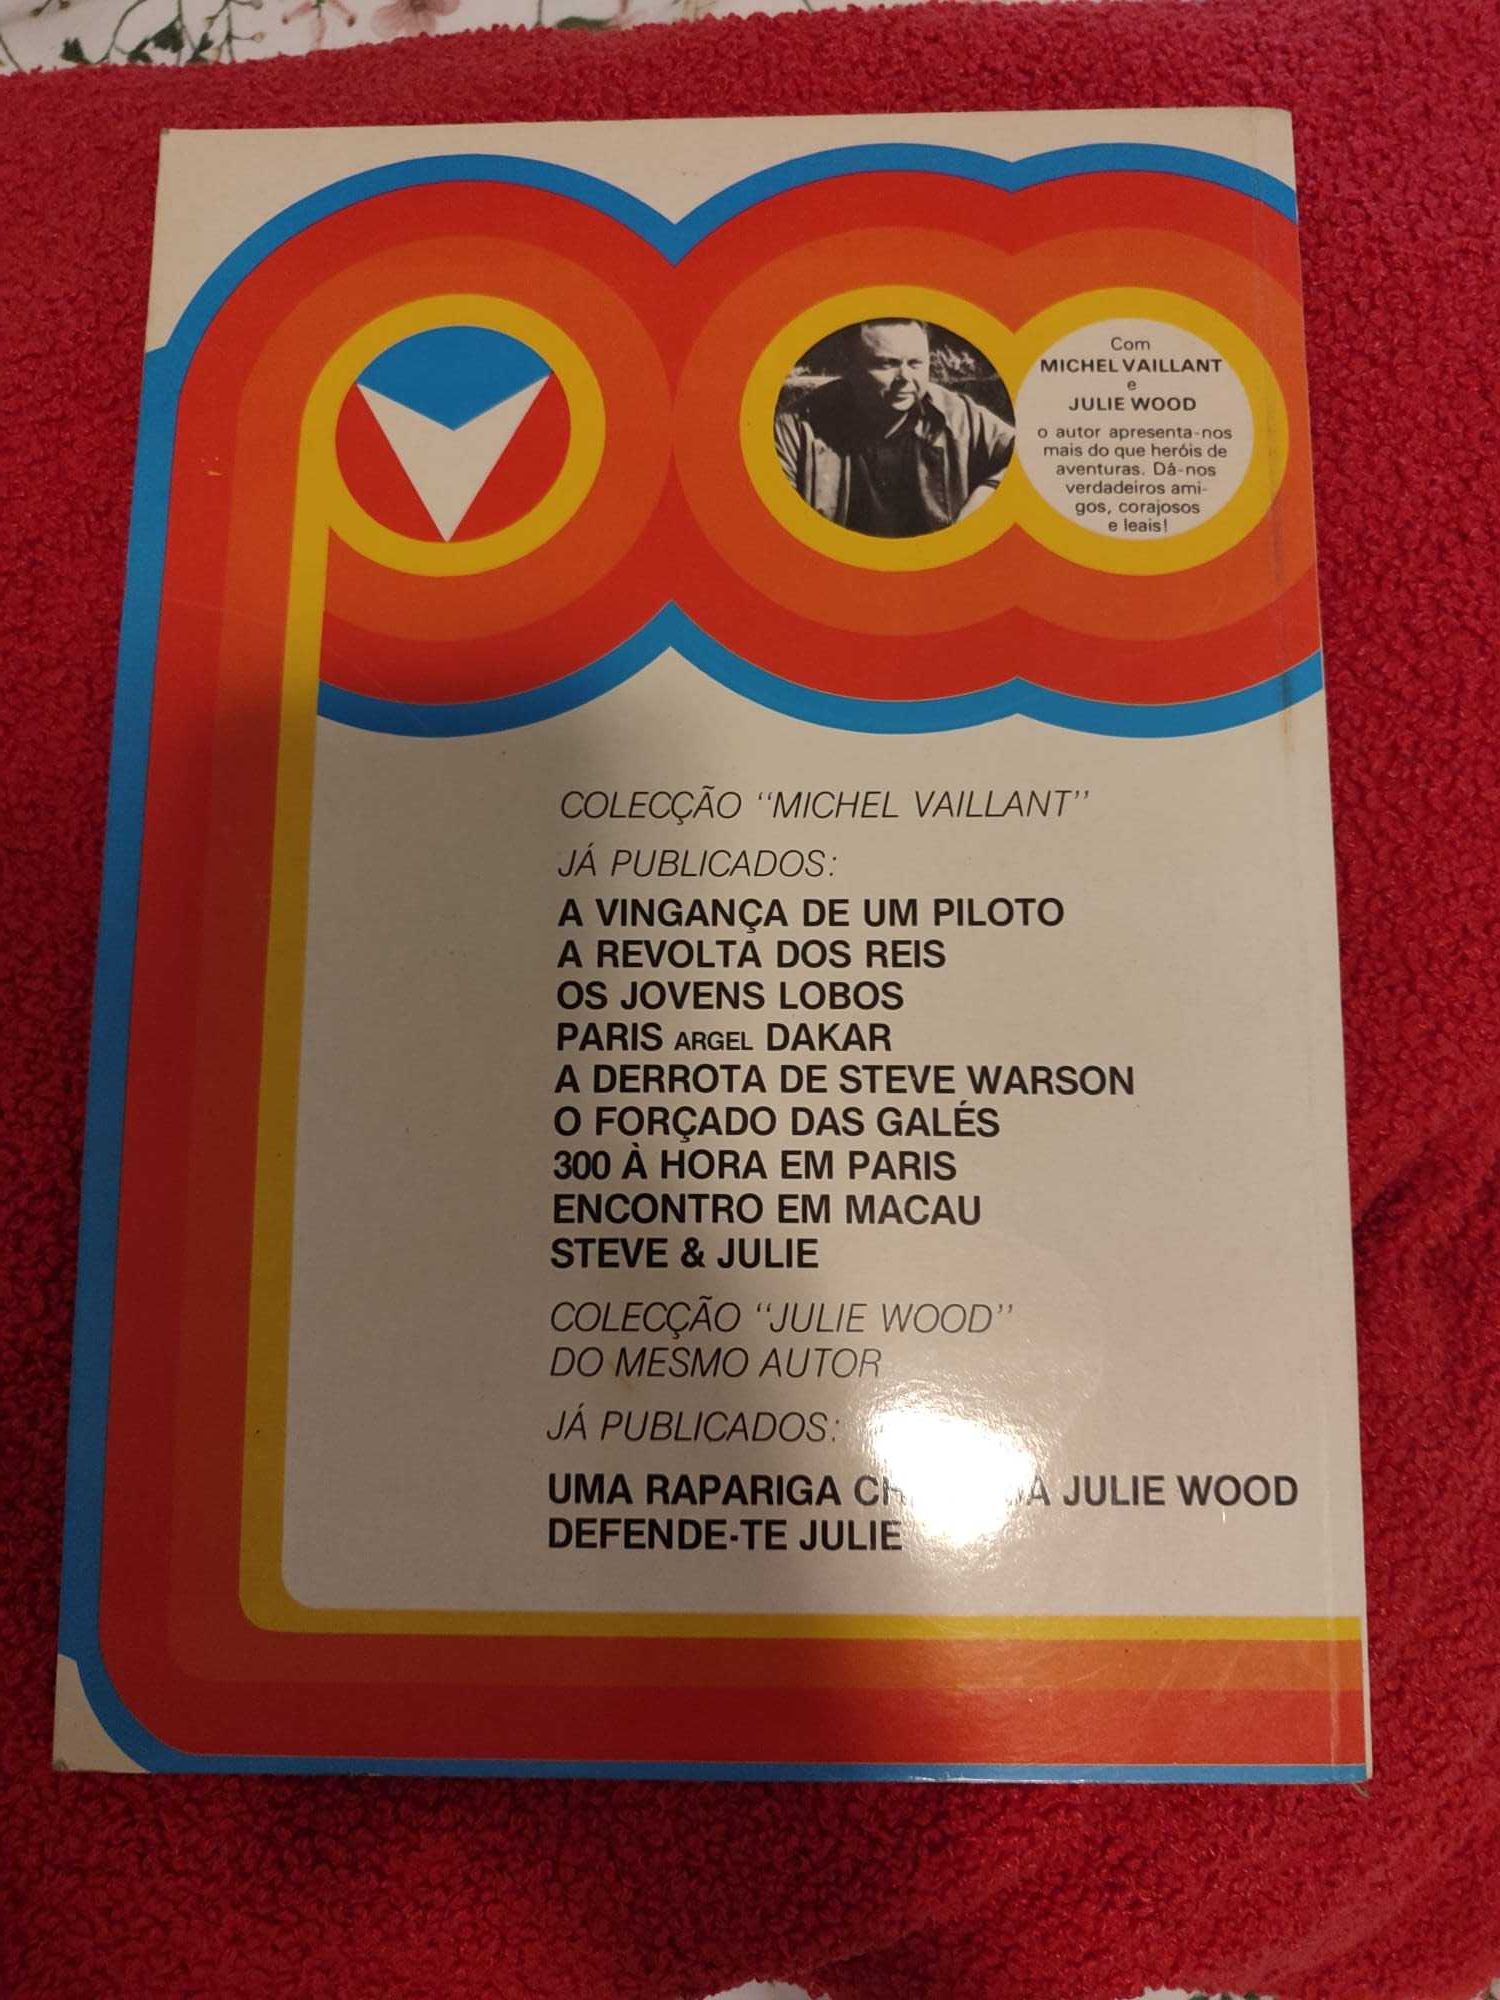 Com
MICHEL VAILLANT
e
JULIE WOOD
o autor apresenta-nos
mais do que heróis de
aventuras. Dá-nos
verdadeiros ami-
gos, corajosos
e leais!
COLECÇÃO "MICHEL VAILLANT"
JÁ PUBLICADOS:
A VINGANÇA DE UM PILOTO
A REVOLTA DOS REIS
OS JOVENS LOBOS
PARIS ARGEL DAKAR
A DERROTA DE STEVE WARSON
O FORÇADO DAS GALÉS
300 À HORA EM PARIS
ENCONTRO EM MACAU
STEVE & JULIE
COLECÇÃO "JULIE WOOD"
DO MESMO AUTOR
JÁ PUBLICADOS:
UMA RAPARIGA JULIE WOOD
DEFENDE-TE JULIE